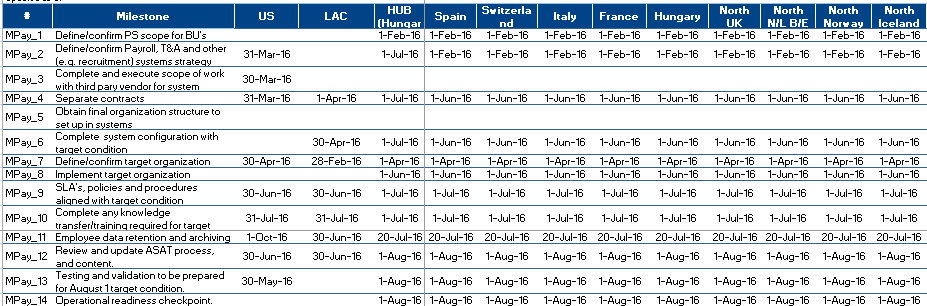 # Milestone US LAC HUB (Hungar Spain Switzerla nd Italy France Hungary North UK North N/L B/E North Norway North Iceland
MPay_1 Define/confirm PS scope for BU's 1-Feb-16 1-Feb-16 1-Feb-16 1-Feb-16 1-Feb-16 1-Feb-16 1-Feb-16 1-Feb-16 1-Feb-16 1-Feb-16
MPay_2 Define/confirm Payroll, T&A and other (e.g. recruitment) systems strategy 31-Mar-16 1-Jul-16 1-Feb-16 1-Feb-16 1-Feb-16 1-Feb-16 1-Feb-16 1-Feb-16 1-Feb-16 1-Feb-16 1-Feb-16
MPay_3 Complete and execute scope of work with third pary vendor for system 30-Mar-16
MPay_4 Separate contracts 31-Mar-16 1-Apr-16 1-Jul-16 1-Jun-16 1-Jun-16 1-Jun-16 1-Jun-16 1-Jun-16 1-Jun-16 1-Jun-16 1-Jun-16 1-Jun-16
MPay_5 Obtain final organization structure to set up in systems
MPay_6 Complete system configuration with target condition 30-Apr-16 1-Jul-16 1-Jun-16 1-Jun-16 1-Jun-16 1-Jun-16 1-Jun-16 1-Jun-16 1-Jun-16 1-Jun-16 1-Jun-16
MPay_7 Define/confirm target organization 30-Apr-16 28-Feb-16 1-Apr-16 1-Apr-16 1-Apr-16 1-Apr-16 1-Apr-16 1-Apr-16 1-Apr-16 1-Apr-16 1-Apr-16 1-Apr-16
MPay_8 Implement target organization 1-Jun-16 1-Jun-16 1-Jun-16 1-Jun-16 1-Jun-16 1-Jun-16 1-Jun-16 1-Jun-16 1-Jun-16 1-Jun-16
MPay_9 SLA's, policies and procedures aligned with target condition 30-Jun-16 30-Jun-16 1-Jul-16 1-Jul-16 1-Jul-16 1-Jul-16 1-Jul-16 1-Jul-16 1-Jul-16 1-Jul-16 1-Jul-16 1-Jul-16
MPay_10 Complete any knowledge transfer/training required for target 31-Jul-16 31-Jul-16 1-Jul-16 1-Jul-16 1-Jul-16 1-Jul-16 1-Jul-16 1-Jul-16 1-Jul-16 1-Jul-16 1-Jul-16 1-Jul-16
MPay_11 Employee data retention and archiving 1-Oct-16 30-Jun-16 20-Jul-16 20-Jul-16 20-Jul-16 20-Jul-16 20-Jul-16 20-Jul-16 20-Jul-16 20-Jul-16 20-Jul-16 20-Jul-16
MPay_12 Review and update ASAT process, and content. 30-Jun-16 30-Jun-16 1-Aug-16 1-Aug-16 1-Aug-16 1-Aug-16 1-Aug-16 1-Aug-16 1-Aug-16 1-Aug-16 1-Aug-16 1-Aug-16
MPay_13 Testing and validation to be prepared for August 1 target condition. 30-May-16 1-Aug-16 1-Aug-16 1-Aug-16 1-Aug-16 1-Aug-16 1-Aug-16 1-Aug-16 1-Aug-16 1-Aug-16 1-Aug-16
MPay_14 Operational readiness checkpoint. 1-Aug-16 1-Aug-16 1-Aug-16 1-Aug-16 1-Aug-16 1-Aug-16 1-Aug-16 1-Aug-16 1-Aug-16 1-Aug-16